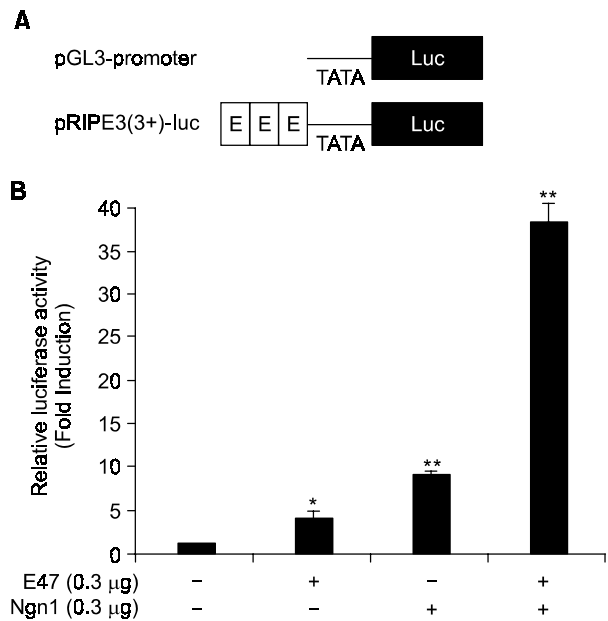 A
pGL3-promoter
TATA
Luc
pRIPE3(3+)-luc
E E E
TATA
Luc
B
Relative luciferase activity
(Fold Induction)
40
35
30
25
20
15
10
5
0
*
**
**
E47 (0.3 µg) − + − +
Ngn1 (0.3 µg) − − + +